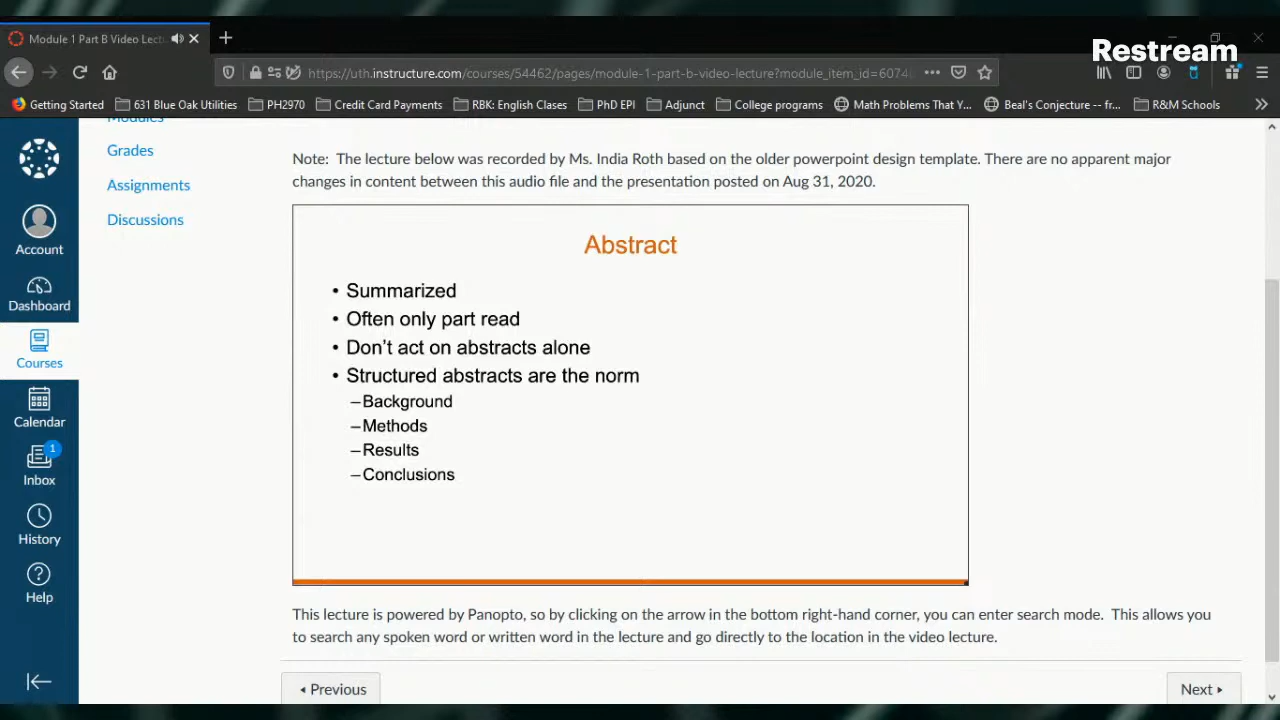 Module 1 Part B Video Lect
Restream
https://uth.instructure.com/courses/54462/pages/module-1-part-b-video-lecture?module_item_id=6074
Getting Started 631 Blue Oak Utilities PH2970 Credit Card Payments RBK: English Classes PhD EPI Adjunct College programs Math Problems That Y... Beal's Conjecture -- fr... R&M Schools
Modules
Grades
Assignments
Discussions
Account
Dashboard
Courses
Calendar
1
Inbox
History
Help
Note: The lecture below was recorded by Ms. India Roth based on the older powerpoint design template. There are no apparent major
changes in content between this audio file and the presentation posted on Aug 31, 2020.
Abstract
• Summarized
• Often only part read
• Don't act on abstracts alone
• Structured abstracts are the norm
–Background
–Methods
–Results
–Conclusions
This lecture is powered by Panopto, so by clicking on the arrow in the bottom right-hand corner, you can enter search mode. This allows you
to search any spoken word or written word in the lecture and go directly to the location in the video lecture.
Previous
Next